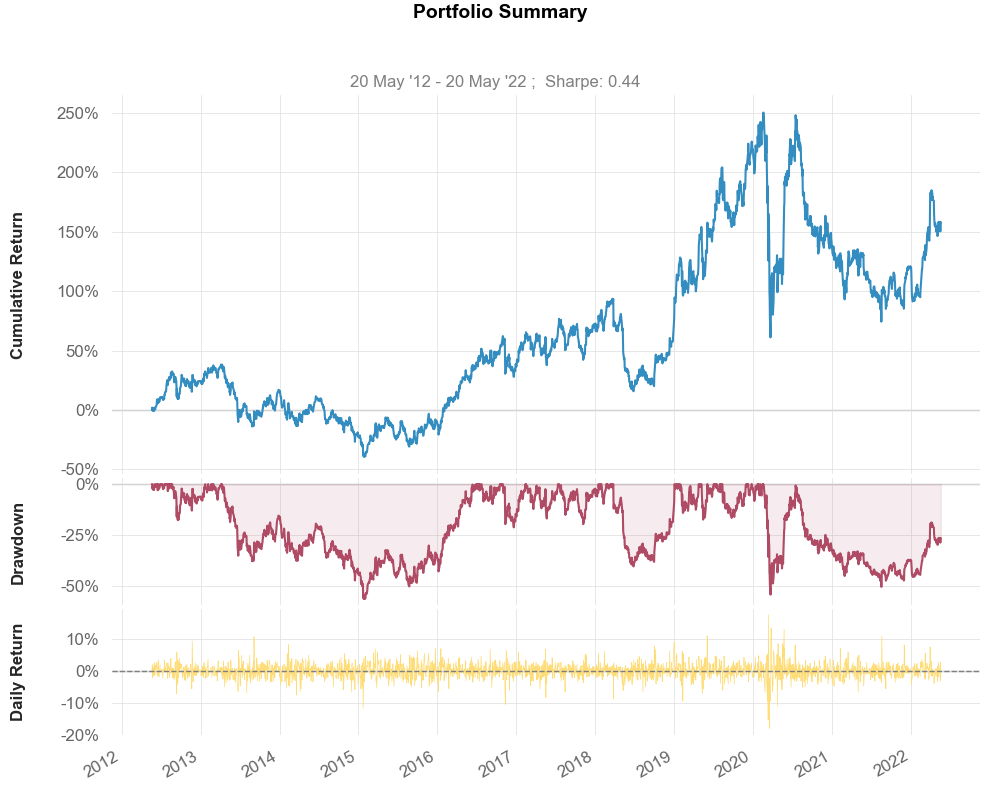 Portfolio Summary
20 May '12 - 20 May '22 ;  Sharpe: 0.44
Cumulative Return
250%
200%
150%
100%
50%
0%
-50%
Drawdown
0%
-25%
-50%
Daily Return
10%
0%
-10%
-20%
2012 2013 2014 2015 2016 2017 2018 2019 2020 2021 2022